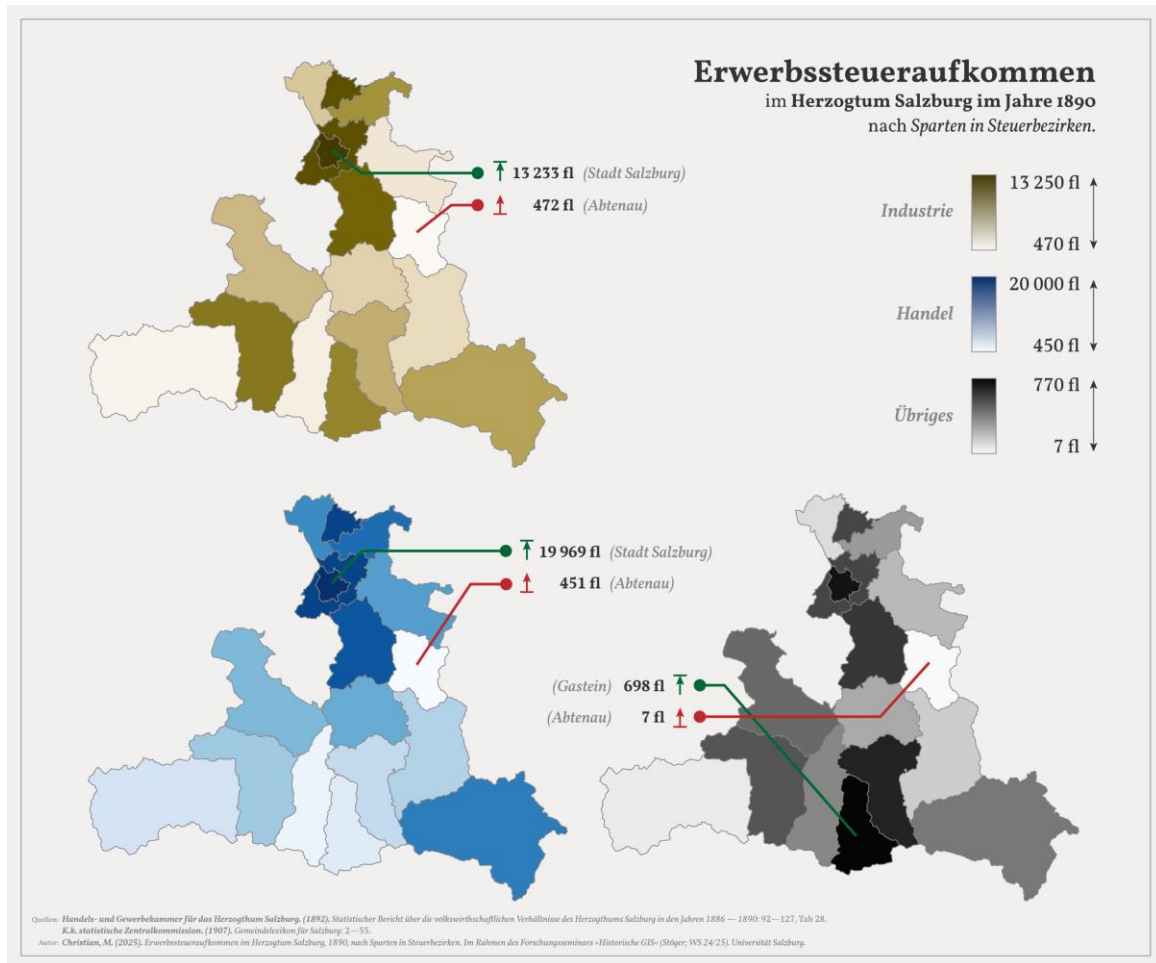 Erwerbssteueraufkommen
im Herzogtum Salzburg im Jahre 1890
nach Sparten in Steuerbezirken.
13 233 fl (Stadt Salzburg)
472 fl (Abtenau)
Industrie
13 250 fl
470 fl
Handel
20 000 fl
450 fl
Übriges
770 fl
7 fl
19 969 fl (Stadt Salzburg)
451 fl (Abtenau)
(Gastein) 698 fl
(Abtenau) 7 fl
Quellen: Handels- und Gewerbekammer für das Herzogthum Salzburg. (1892). Statistischer Bericht über die volkswirthschaftlichen Verhältnisse des Herzogthums Salzburg in den Jahren 1886 — 1890: 92—127, Tab 28.
K.k. statistische Zentralkommission. (1907). Gemeindelexikon für Salzburg: 2—55.
Autor: Christian, M. (2025). Erwerbssteueraufkommen im Herzogtum Salzburg, 1890, nach Sparten in Steuerbezirken. Im Rahmen des Forschungsseminars »Historische GIS« (Stöger; WS 24/25). Universität Salzburg.